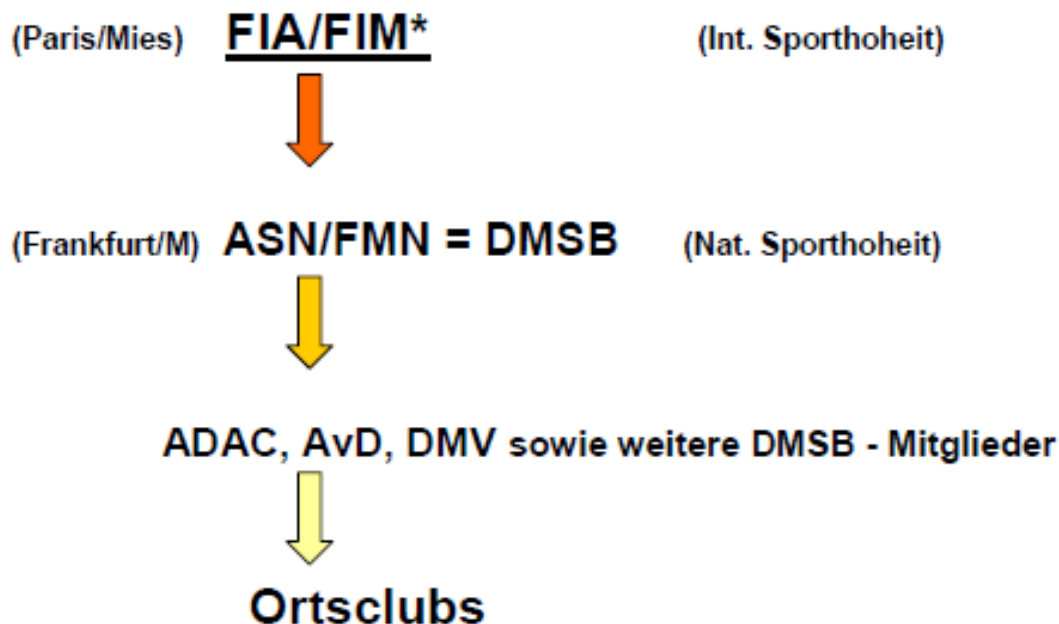 (Paris/Mies) FIA/FIM* (Int. Sporthoheit)
(Frankfurt/M) ASN/FMN = DMSB (Nat. Sporthoheit)
ADAC, AvD, DMV sowie weitere DMSB - Mitglieder
Ortsclubs